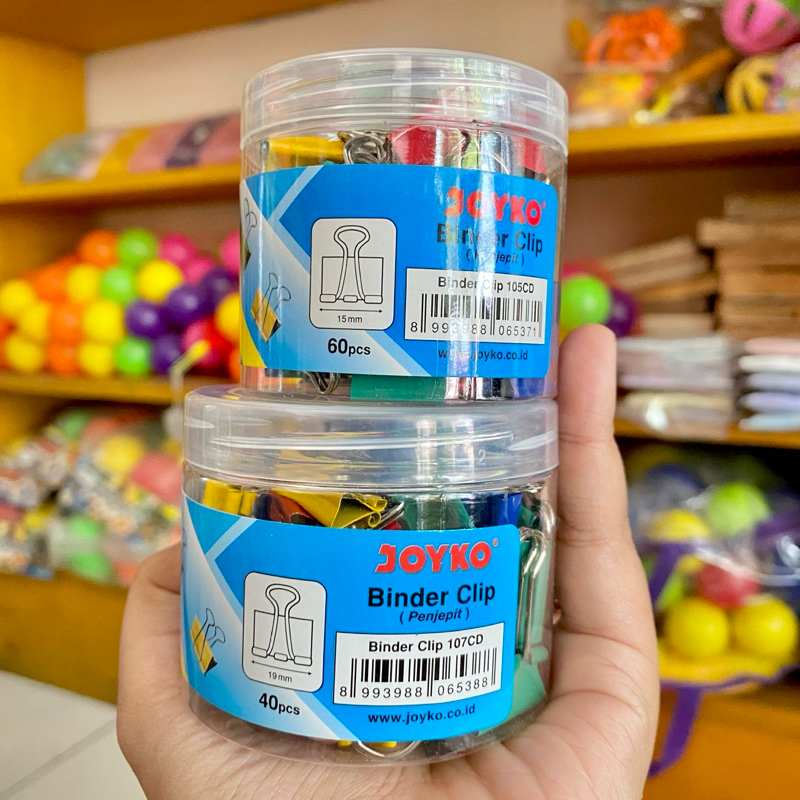 JOYKO
Binder Clip
( Penjepit )
Binder Clip 105CD
8 993988 065371
15mm
60pcs
www.joyko.co.id
JOYKO®
Binder Clip
( Penjepit )
Binder Clip 107CD
8 993988 065388
19mm
40pcs
www.joyko.co.id